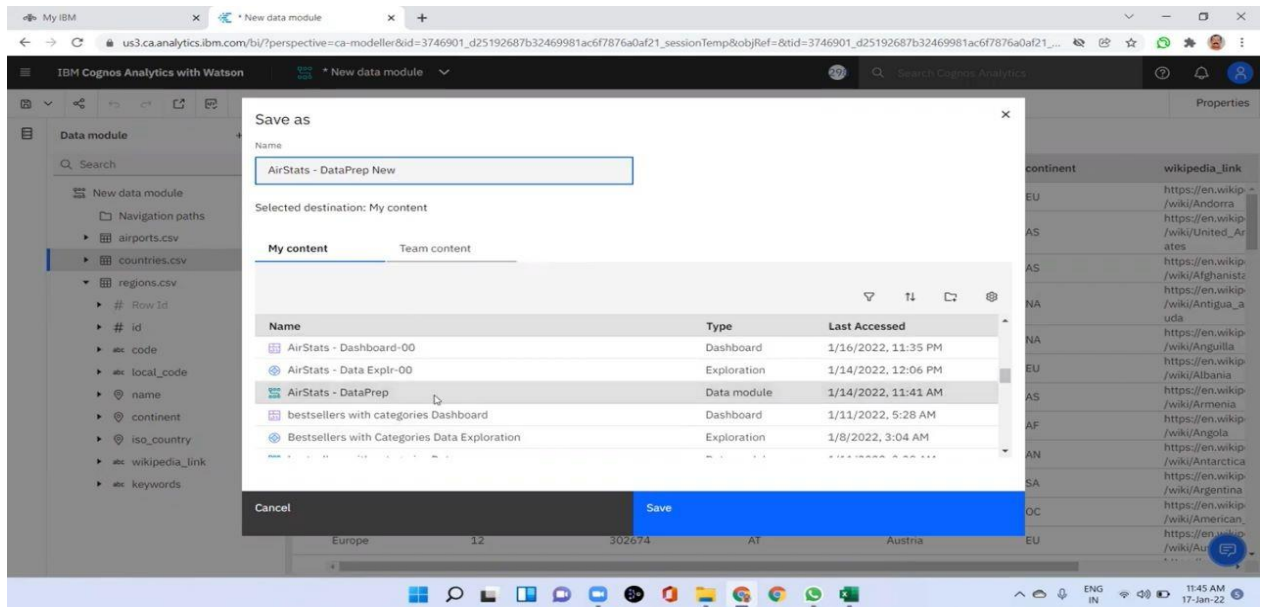 My IBM
* New data module
us3.ca.analytics.ibm.com/bi/?perspective=ca-modeller&id=3746901_d25192687b32469981ac6f7876a0af21_sessionTemp&objRef=&tid=3746901_d25192687b32469981ac6f7876a0af21_...
IBM Cognos Analytics with Watson
* New data module
Search Cognos Analytics
Properties
Data module
Search
New data module
Navigation paths
airports.csv
countries.csv
regions.csv
# Row Id
# id
abc code
abc local_code
name
continent
iso_country
abc wikipedia_link
abc keywords
Save as
Name
AirStats - DataPrep New
Selected destination: My content
My content Team content
Name Type Last Accessed
AirStats - Dashboard-00 Dashboard 1/16/2022, 11:35 PM
AirStats - Data Explr-00 Exploration 1/14/2022, 12:06 PM
AirStats - DataPrep Data module 1/14/2022, 11:41 AM
bestsellers with categories Dashboard Dashboard 1/11/2022, 5:28 AM
Bestsellers with Categories Data Exploration Exploration 1/8/2022, 3:04 AM
Cancel Save
continent wikipedia_link
EU https://en.wikip
/wiki/Andorra
AS https://en.wikip
/wiki/United_Ar
ates
AS https://en.wikip
/wiki/Afghanista
NA https://en.wikip
/wiki/Antigua_a
uda
NA https://en.wikip
/wiki/Anguilla
EU https://en.wikip
/wiki/Albania
AS https://en.wikip
/wiki/Armenia
AF https://en.wikip
/wiki/Angola
AN https://en.wikip
/wiki/Antarctica
SA https://en.wikip
/wiki/Argentina
OC https://en.wikip
/wiki/American_
Europe 12 302674 AT Austria EU https://en.wikip
/wiki/Au
ENG
IN
11:45 AM
17-Jan-22